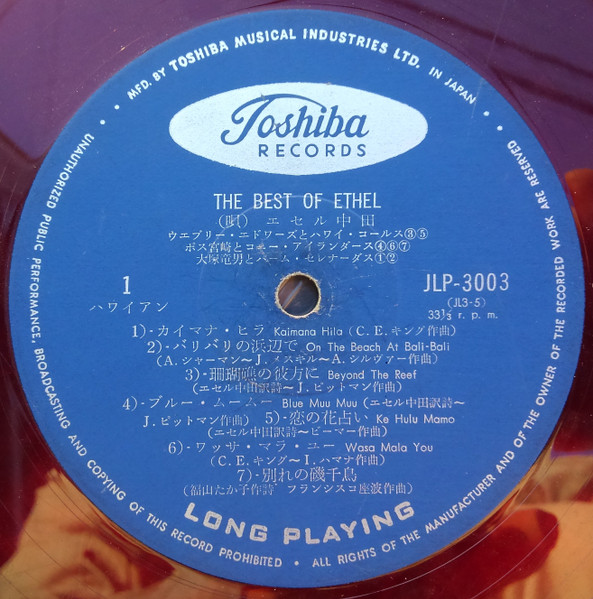 • MFD. BY TOSHIBA MUSICAL INDUSTRIES LTD. IN JAPAN •
Toshiba
RECORDS
THE BEST OF ETHEL
(唄) エセル中田
ウエブリー・エドワーズとハワイ・コールス③⑤
ポス宮崎とコニー・アイランダース④⑥⑦
大塚竜男とパーム・セレナーダス①②
1
ハワイアン
JLP-3003
(JL3-5)
33⅓ r. p. m.
1)-カイマナ・ヒラ Kaimana Hila (C. E. キング作曲)
2)-バリバリの浜辺で On The Beach At Bali-Bali
(A. シャーマン〜J. メスキル〜A. シルヴァー作曲)
3)-珊瑚礁の彼方に Beyond The Reef
(エセル中田訳詩〜J. ピットマン作曲)
4)-ブルー・ムームー Blue Muu Muu (エセル中田訳詩〜
J. ピットマン作曲) 5)-恋の花占い Ke Hulu Mamo
(エセル中田訳詩〜ビーマー作曲)
6)-ワッサ・マラ・ユー Wasa Mala You
(C. E. キング〜I. ハマナ作曲)
7)-別れの磯千鳥
(福山たか子作詩 フランシスコ座波作曲)
LONG PLAYING
UNAUTHORIZED PUBLIC PERFORMANCE, BROADCASTING AND COPYING OF THIS RECORD PROHIBITED • ALL RIGHTS OF THE MANUFACTURER AND OF THE OWNER OF THE RECORDED WORK ARE RESERVED